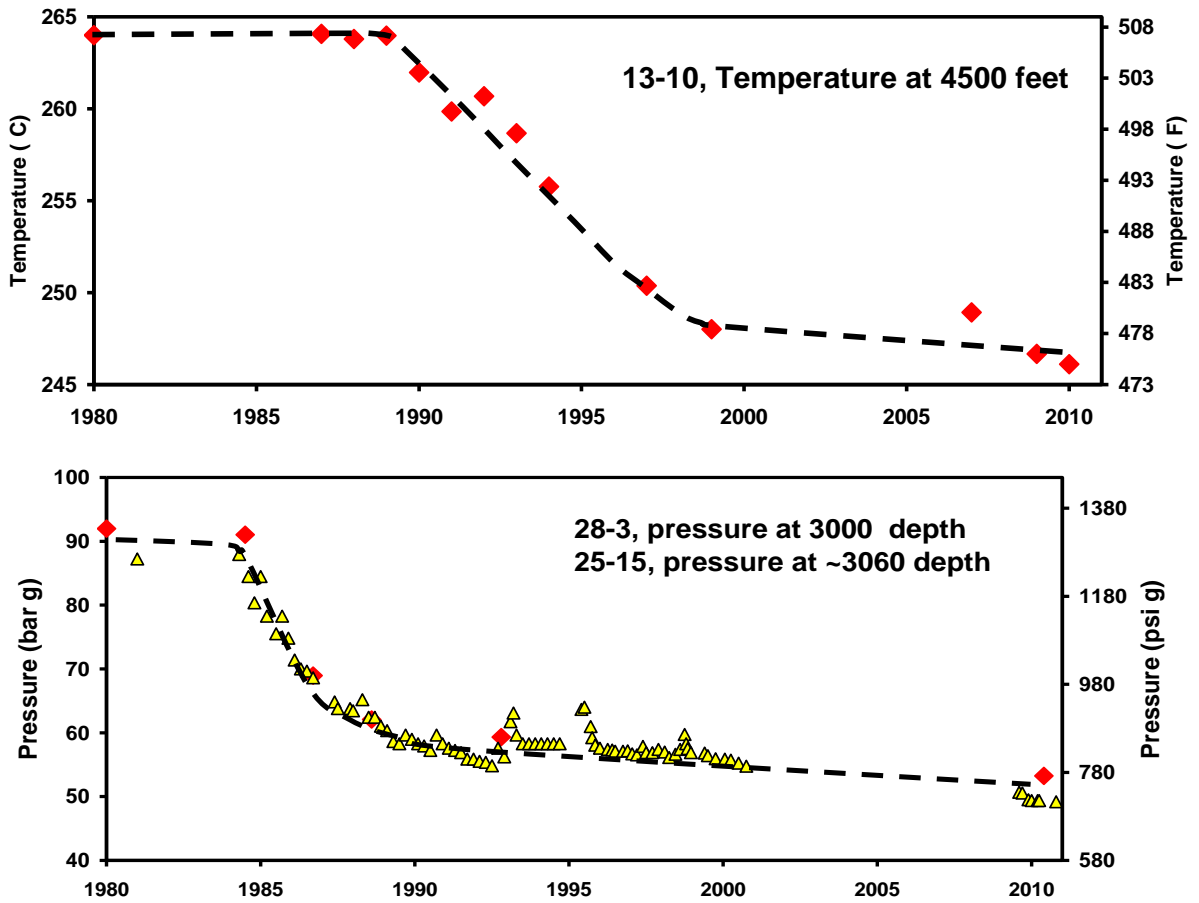 265
260
255
250
245
Temperature ( C)
13-10, Temperature at 4500 feet
508
503
498
493
488
483
478
473
Temperature ( F)
1980 1985 1990 1995 2000 2005 2010
100
90
80
70
60
50
40
Pressure (bar g)
28-3, pressure at 3000 depth
25-15, pressure at ~3060 depth
1380
1180
980
780
580
Pressure (psi g)
1980 1985 1990 1995 2000 2005 2010